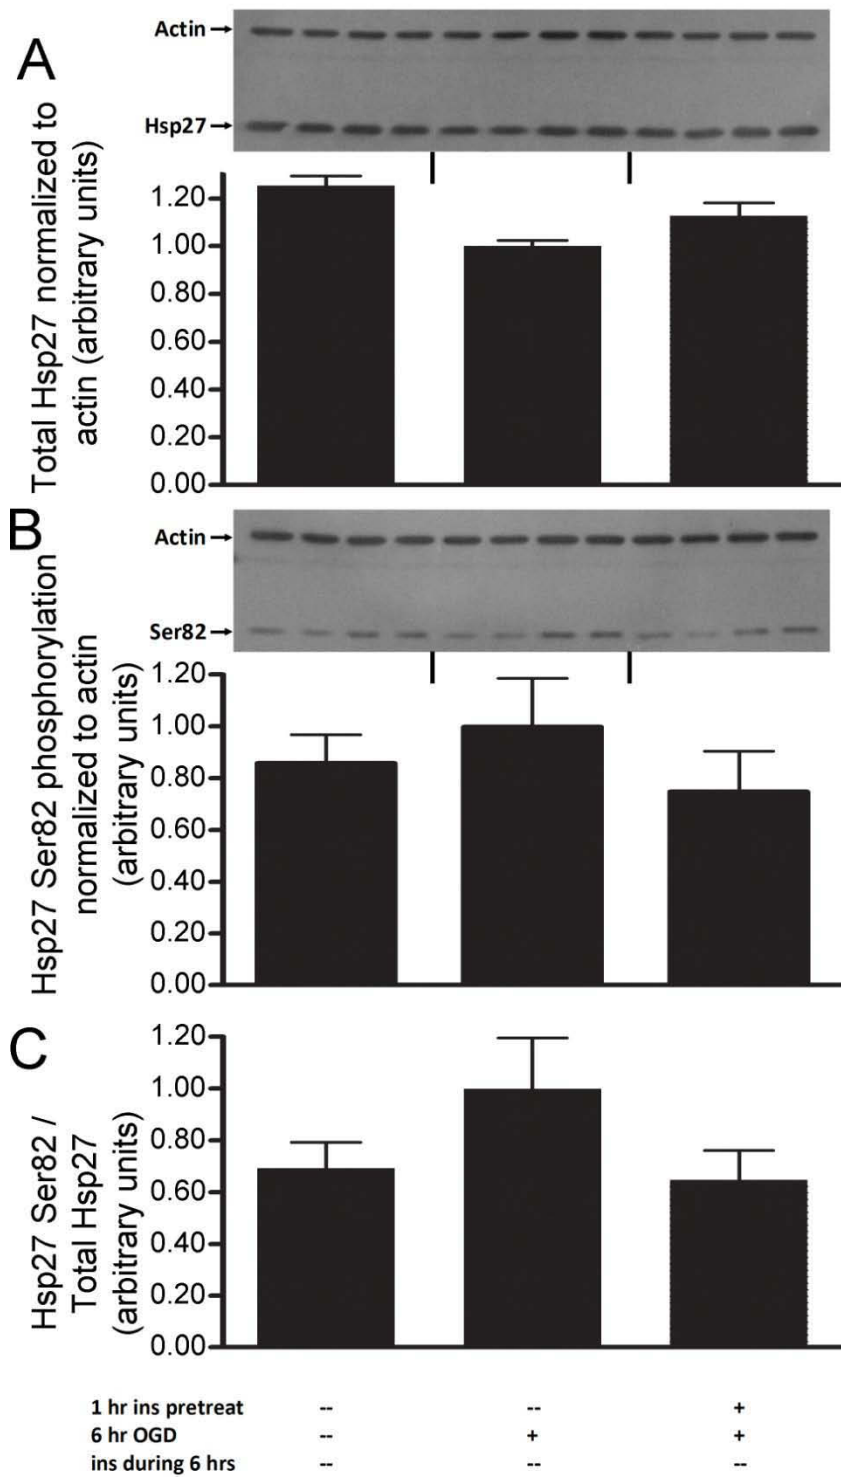 A
Actin
Hsp27
Total Hsp27 normalized to
actin (arbitrary units)
1.20
1.00
0.80
0.60
0.40
0.20
0.00
B
Actin
Ser82
Hsp27 Ser82 phosphorylation
normalized to actin
(arbitrary units)
1.20
1.00
0.80
0.60
0.40
0.20
0.00
C
Hsp27 Ser82 /
Total Hsp27
(arbitrary units)
1.20
1.00
0.80
0.60
0.40
0.20
0.00
1 hr ins pretreat -- -- +
6 hr OGD -- + +
ins during 6 hrs -- -- --